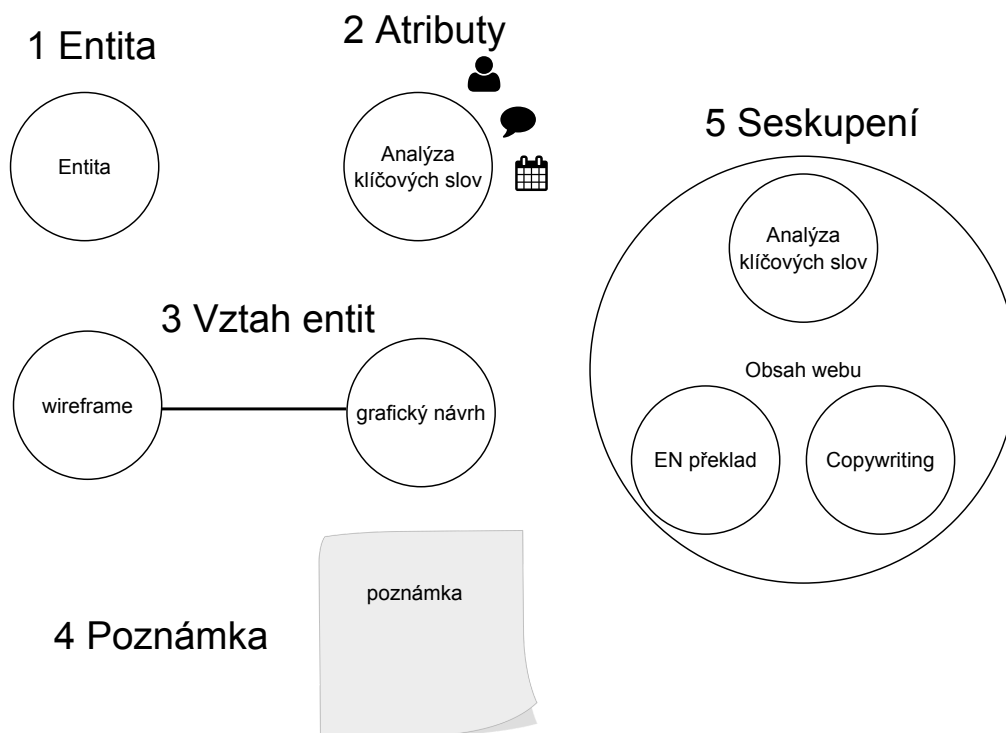 1 Entita
Entita
2 Atributy
Analýza
klíčových slov
3 Vztah entit
wireframe
grafický návrh
4 Poznámka
poznámka
5 Seskupení
Analýza
klíčových slov
Obsah webu
EN překlad
Copywriting